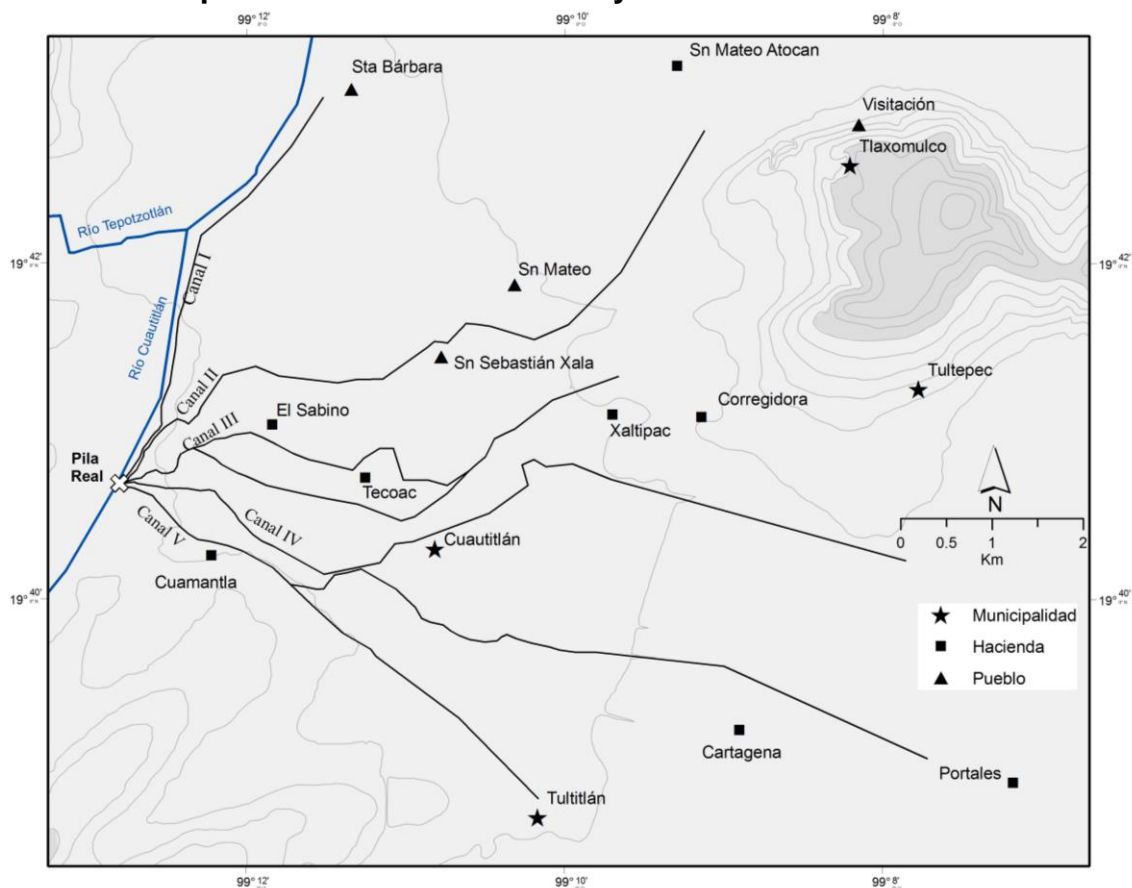 99° 12'
99° 10'
99° 8'
Sn Mateo Atocan
Sta Bárbara
Visitación
Tlaxomulco
Río Tepotzotlán
19° 42'
19° 42'
Canal I
Sn Mateo
Río Cuautitlán
Sn Sebastián Xala
Tultepec
Canal II
Corregidora
El Sabino
Xaltipac
Canal III
Pila
Real
Tecoac
N
Canal IV
Canal V
Cuautitlán
0 0.5 1 2
Km
Cuamantla
19° 40'
19° 40'
Municipalidad
Hacienda
Pueblo
Cartagena
Portales
Tultitlán
99° 12'
99° 10'
99° 8'